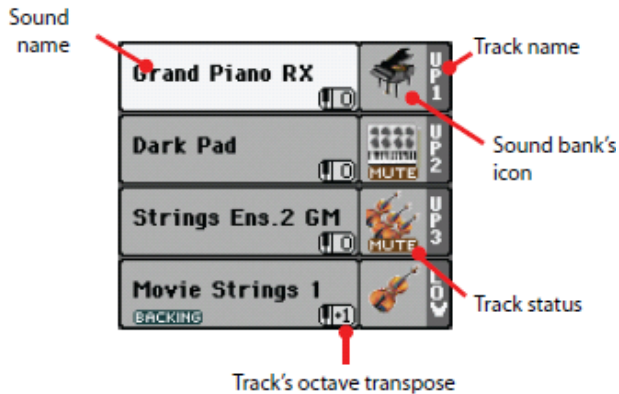 Sound
name
Track name
Grand Piano RX
0
UP1
Sound bank's
icon
Dark Pad
0
MUTE
UP2
Strings Ens.2 GM
0
MUTE
UP3
Track status
Movie Strings 1
BACKING
+1
LOW
Track's octave transpose